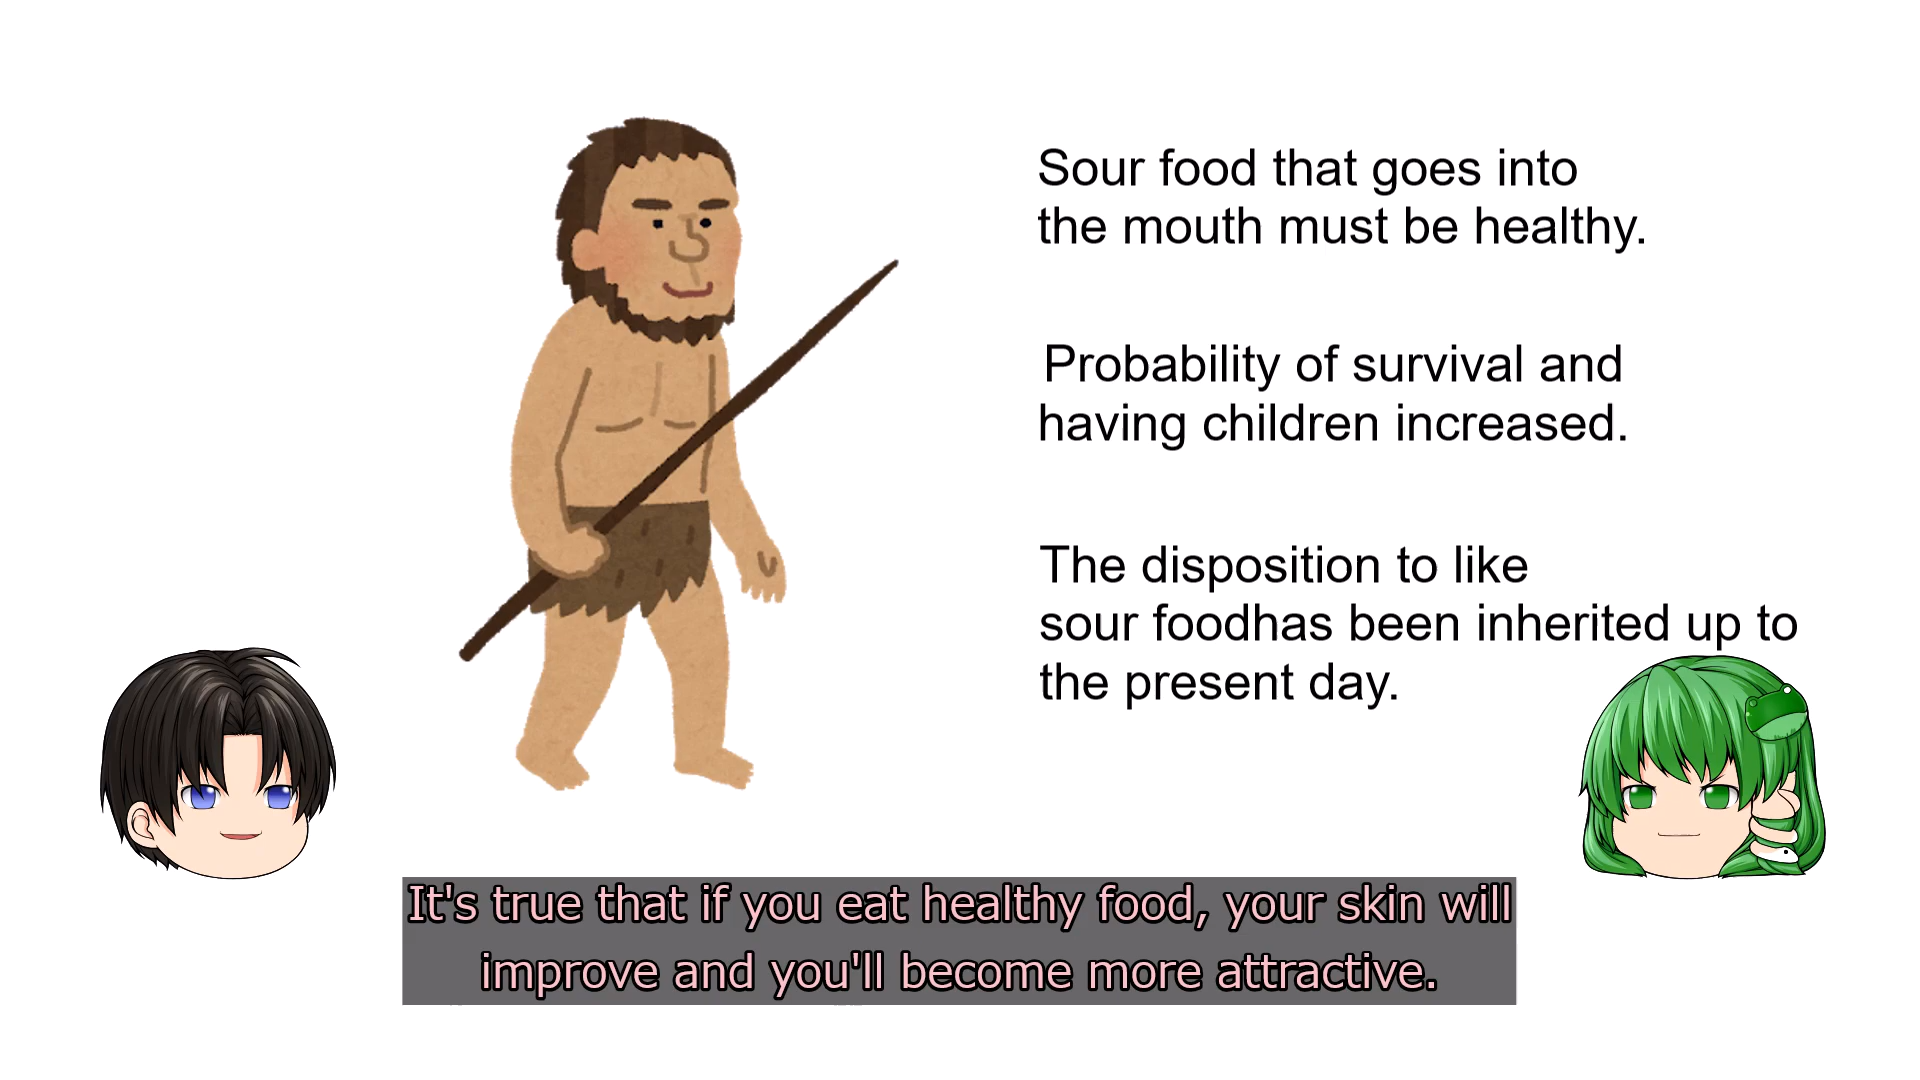 Sour food that goes into
the mouth must be healthy.
Probability of survival and
having children increased.
The disposition to like
sour foodhas been inherited up to
the present day.
It's true that if you eat healthy food, your skin will
improve and you'll become more attractive.